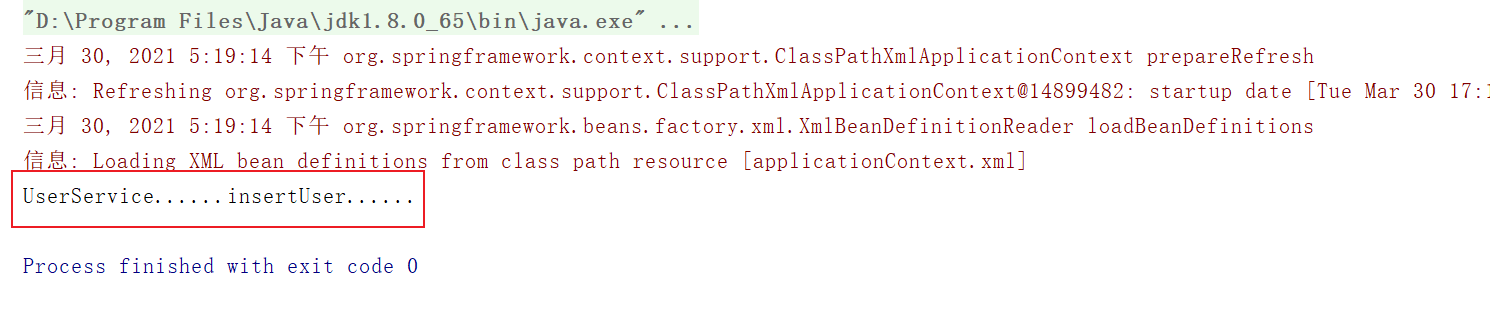 "D:\Program Files\Java\jdk1.8.0_65\bin\java.exe" ...
三月 30, 2021 5:19:14 下午 org.springframework.context.support.ClassPathXmlApplicationContext prepareRefresh
信息: Refreshing org.springframework.context.support.ClassPathXmlApplicationContext@14899482: startup date [Tue Mar 30 17:1
三月 30, 2021 5:19:14 下午 org.springframework.beans.factory.xml.XmlBeanDefinitionReader loadBeanDefinitions
信息: Loading XML bean definitions from class path resource [applicationContext.xml]
UserService......insertUser......
Process finished with exit code 0